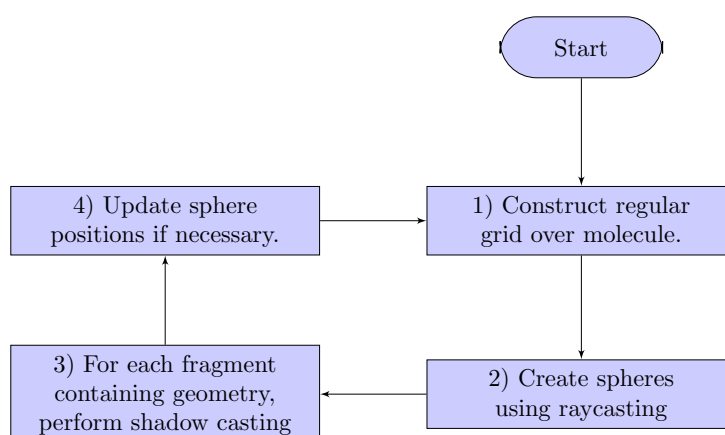 Start
4) Update sphere
positions if necessary.
1) Construct regular
grid over molecule.
3) For each fragment
containing geometry,
perform shadow casting
2) Create spheres
using raycasting